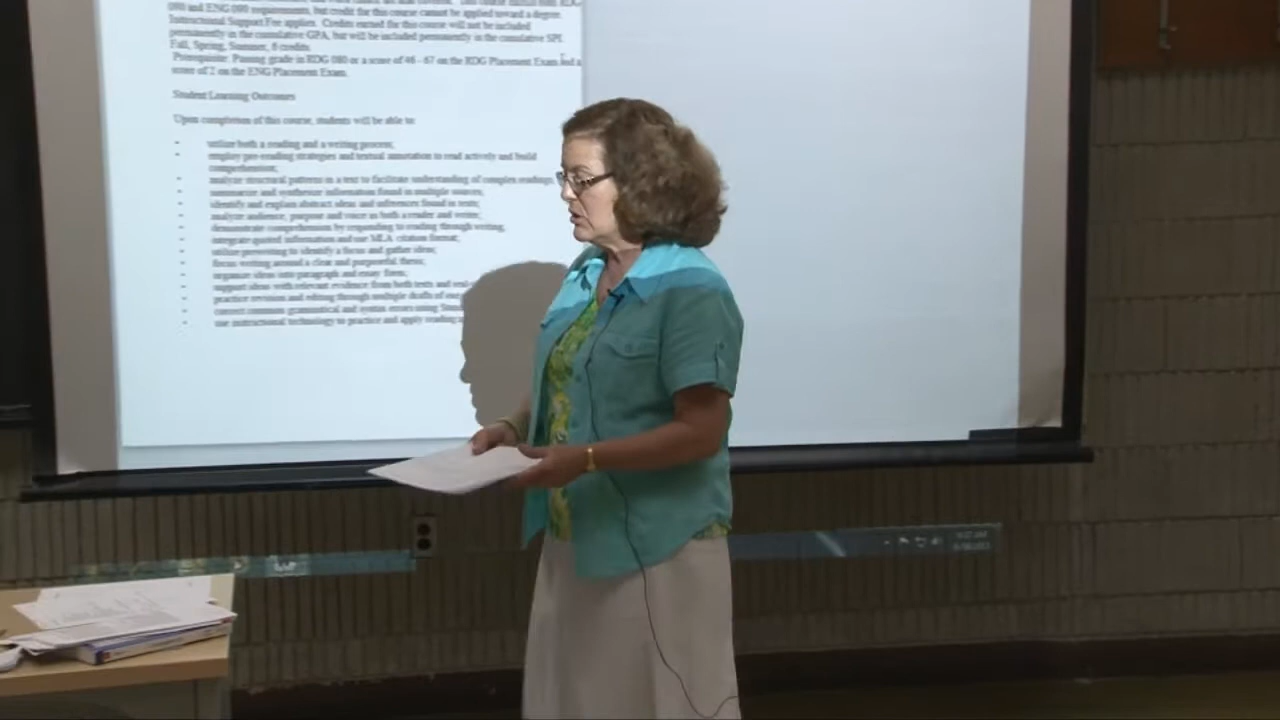 090 and ENG 099 requirements, but credit for this course cannot be applied toward a degree.
Instructional Support Fee applies. Credits earned for this course will not be included
permanently in the cumulative GPA, but will be included permanently in the cumulative SPI.
Fall, Spring, Summer, 8 credits
Prerequisite: Passing grade in RDG 080 or a score of 46 - 67 on the RDG Placement Exam and a
score of 2 on the ENG Placement Exam.
Student Learning Outcomes
Upon completion of this course, students will be able to:
utilize both a reading and a writing process;
employ pre-reading strategies and textual annotation to read actively and build
comprehension;
analyze structural patterns in a text to facilitate understanding of complex readings
summarize and synthesize information found in multiple sources;
identify and explain abstract ideas and inferences found in texts;
analyze audience, purpose and voice as both a reader and writer;
demonstrate comprehension by responding to reading through writing;
integrate quoted information and use MLA citation format;
utilize prewriting to identify a focus and gather ideas;
focus writing around a clear and purposeful thesis;
organize ideas into paragraph and essay form;
support ideas with relevant evidence from both texts and
practice revision and editing through multiple drafts of
correct common grammatical and syntax errors using
use instructional technology to practice and apply reading